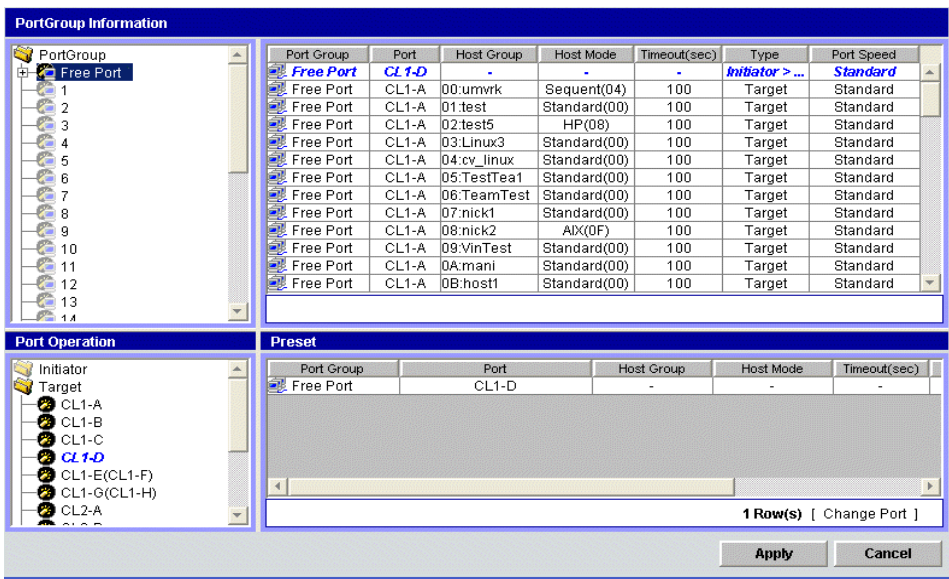 PortGroup Information
PortGroup
Free Port
1
2
3
4
5
6
7
8
9
10
11
12
13
14
Port Group Port Host Group Host Mode Timeout(sec) Type Port Speed
Free Port CL1-D - - - Initiator > ... Standard
Free Port CL1-A 00:umvrk Sequent(04) 100 Target Standard
Free Port CL1-A 01:test Standard(00) 100 Target Standard
Free Port CL1-A 02:test5 HP(08) 100 Target Standard
Free Port CL1-A 03:Linux3 Standard(00) 100 Target Standard
Free Port CL1-A 04:cv_linux Standard(00) 100 Target Standard
Free Port CL1-A 05:TestTea1 Standard(00) 100 Target Standard
Free Port CL1-A 06:TeamTest Standard(00) 100 Target Standard
Free Port CL1-A 07:nick1 Standard(00) 100 Target Standard
Free Port CL1-A 08:nick2 AIX(0F) 100 Target Standard
Free Port CL1-A 09:VinTest Standard(00) 100 Target Standard
Free Port CL1-A 0A:mani Standard(00) 100 Target Standard
Free Port CL1-A 0B:host1 Standard(00) 100 Target Standard
Port Operation
Initiator
Target
CL1-A
CL1-B
CL1-C
CL1-D
CL1-E(CL1-F)
CL1-G(CL1-H)
CL2-A
Preset
Port Group Port Host Group Host Mode Timeout(sec)
Free Port CL1-D - - -
1 Row(s) [ Change Port ]
Apply Cancel